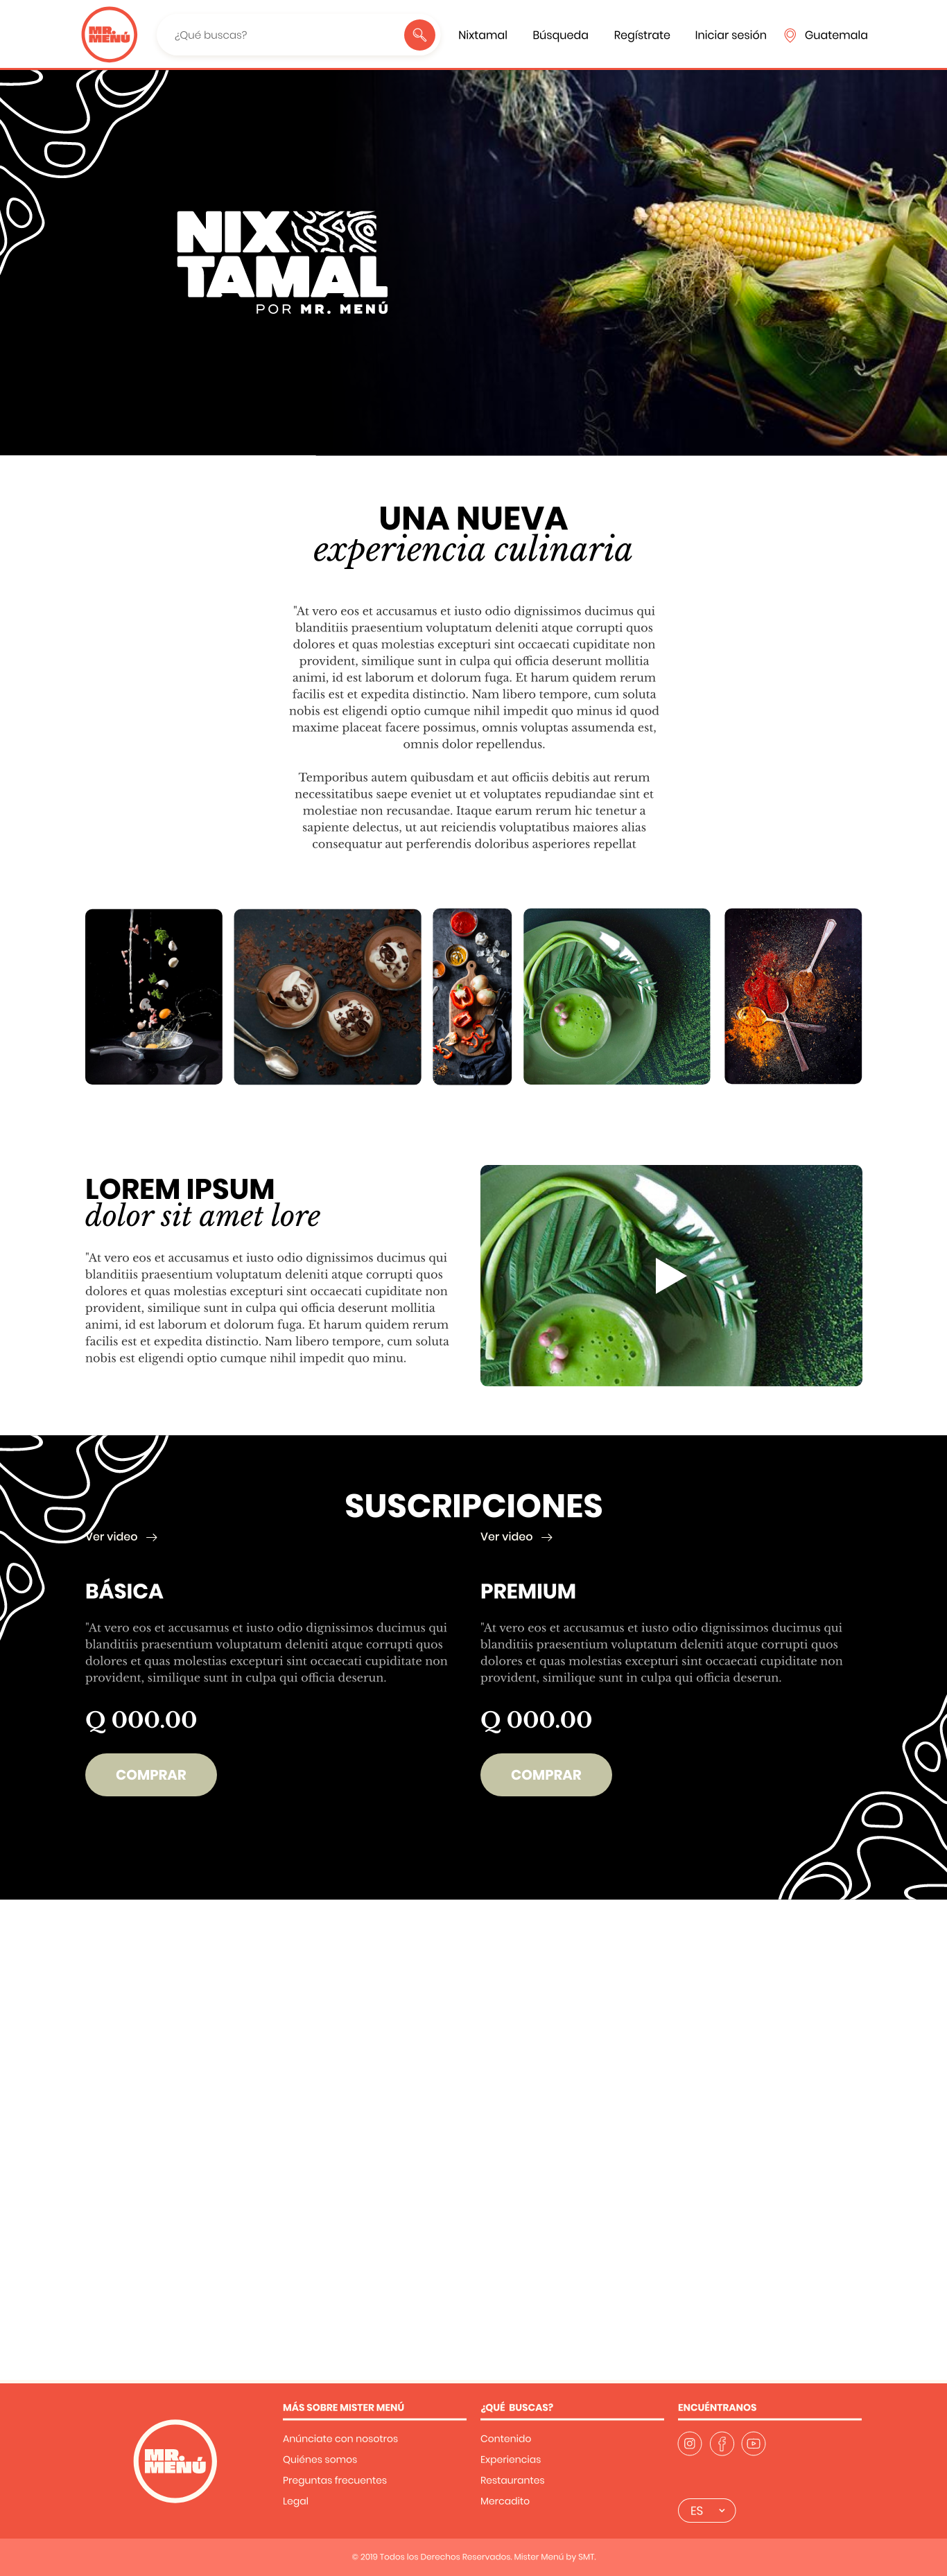 MR.
MENÚ
¿Qué buscas?
Nixtamal
Búsqueda
Regístrate
Iniciar sesión
Guatemala
NIX
TAMAL
POR MR. MENÚ
UNA NUEVA
experiencia culinaria
"At vero eos et accusamus et iusto odio dignissimos ducimus qui
blanditiis praesentium voluptatum deleniti atque corrupti quos
dolores et quas molestias excepturi sint occaecati cupiditate non
provident, similique sunt in culpa qui officia deserunt mollitia
animi, id est laborum et dolorum fuga. Et harum quidem rerum
facilis est et expedita distinctio. Nam libero tempore, cum soluta
nobis est eligendi optio cumque nihil impedit quo minus id quod
maxime placeat facere possimus, omnis voluptas assumenda est,
omnis dolor repellendus.
Temporibus autem quibusdam et aut officiis debitis aut rerum
necessitatibus saepe eveniet ut et voluptates repudiandae sint et
molestiae non recusandae. Itaque earum rerum hic tenetur a
sapiente delectus, ut aut reiciendis voluptatibus maiores alias
consequatur aut perferendis doloribus asperiores repellat
LOREM IPSUM
dolor sit amet lore
"At vero eos et accusamus et iusto odio dignissimos ducimus qui
blanditiis praesentium voluptatum deleniti atque corrupti quos
dolores et quas molestias excepturi sint occaecati cupiditate non
provident, similique sunt in culpa qui officia deserunt mollitia
animi, id est laborum et dolorum fuga. Et harum quidem rerum
facilis est et expedita distinctio. Nam libero tempore, cum soluta
nobis est eligendi optio cumque nihil impedit quo minu.
SUSCRIPCIONES
Ver video
BÁSICA
"At vero eos et accusamus et iusto odio dignissimos ducimus qui
blanditiis praesentium voluptatum deleniti atque corrupti quos
dolores et quas molestias excepturi sint occaecati cupiditate non
provident, similique sunt in culpa qui officia deserun.
Q 000.00
COMPRAR
Ver video
PREMIUM
"At vero eos et accusamus et iusto odio dignissimos ducimus qui
blanditiis praesentium voluptatum deleniti atque corrupti quos
dolores et quas molestias excepturi sint occaecati cupiditate non
provident, similique sunt in culpa qui officia deserun.
Q 000.00
COMPRAR
MR.
MENÚ
MÁS SOBRE MISTER MENÚ
Anúnciate con nosotros
Quiénes somos
Preguntas frecuentes
Legal
¿QUÉ BUSCAS?
Contenido
Experiencias
Restaurantes
Mercadito
ENCUÉNTRANOS
ES
© 2019 Todos los Derechos Reservados. Mister Menú by SMT.